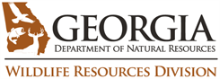 GEORGIA
DEPARTMENT OF NATURAL RESOURCES
WILDLIFE RESOURCES DIVISION